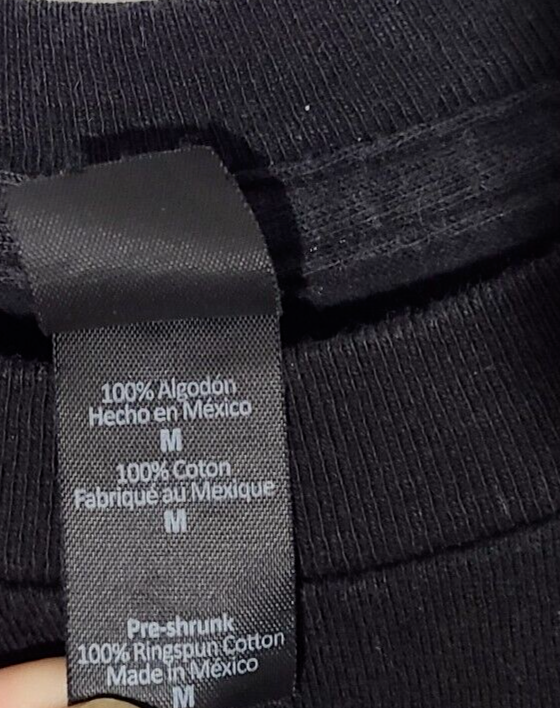 100% Algodón
Hecho en México
M
100% Coton
Fabriqué au Mexique
M
Pre-shrunk
100% Ringspun Cotton
Made in México
M